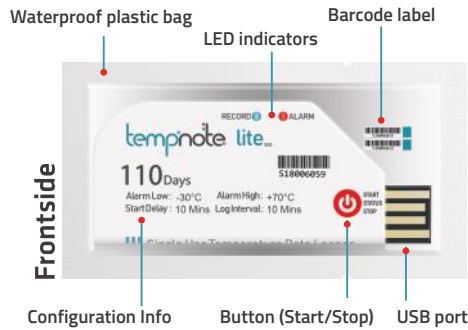 Waterproof plastic bag
Barcode label
LED indicators
RECORD ALARM
tempnote lite
110Days
S18006059
Alarm Low: -30°C Alarm High: +70°C
Start Delay: 10 Mins Log Interval: 10 Mins
START
STATUS
STOP
Frontside
Configuration Info
Button (Start/Stop)
USB port